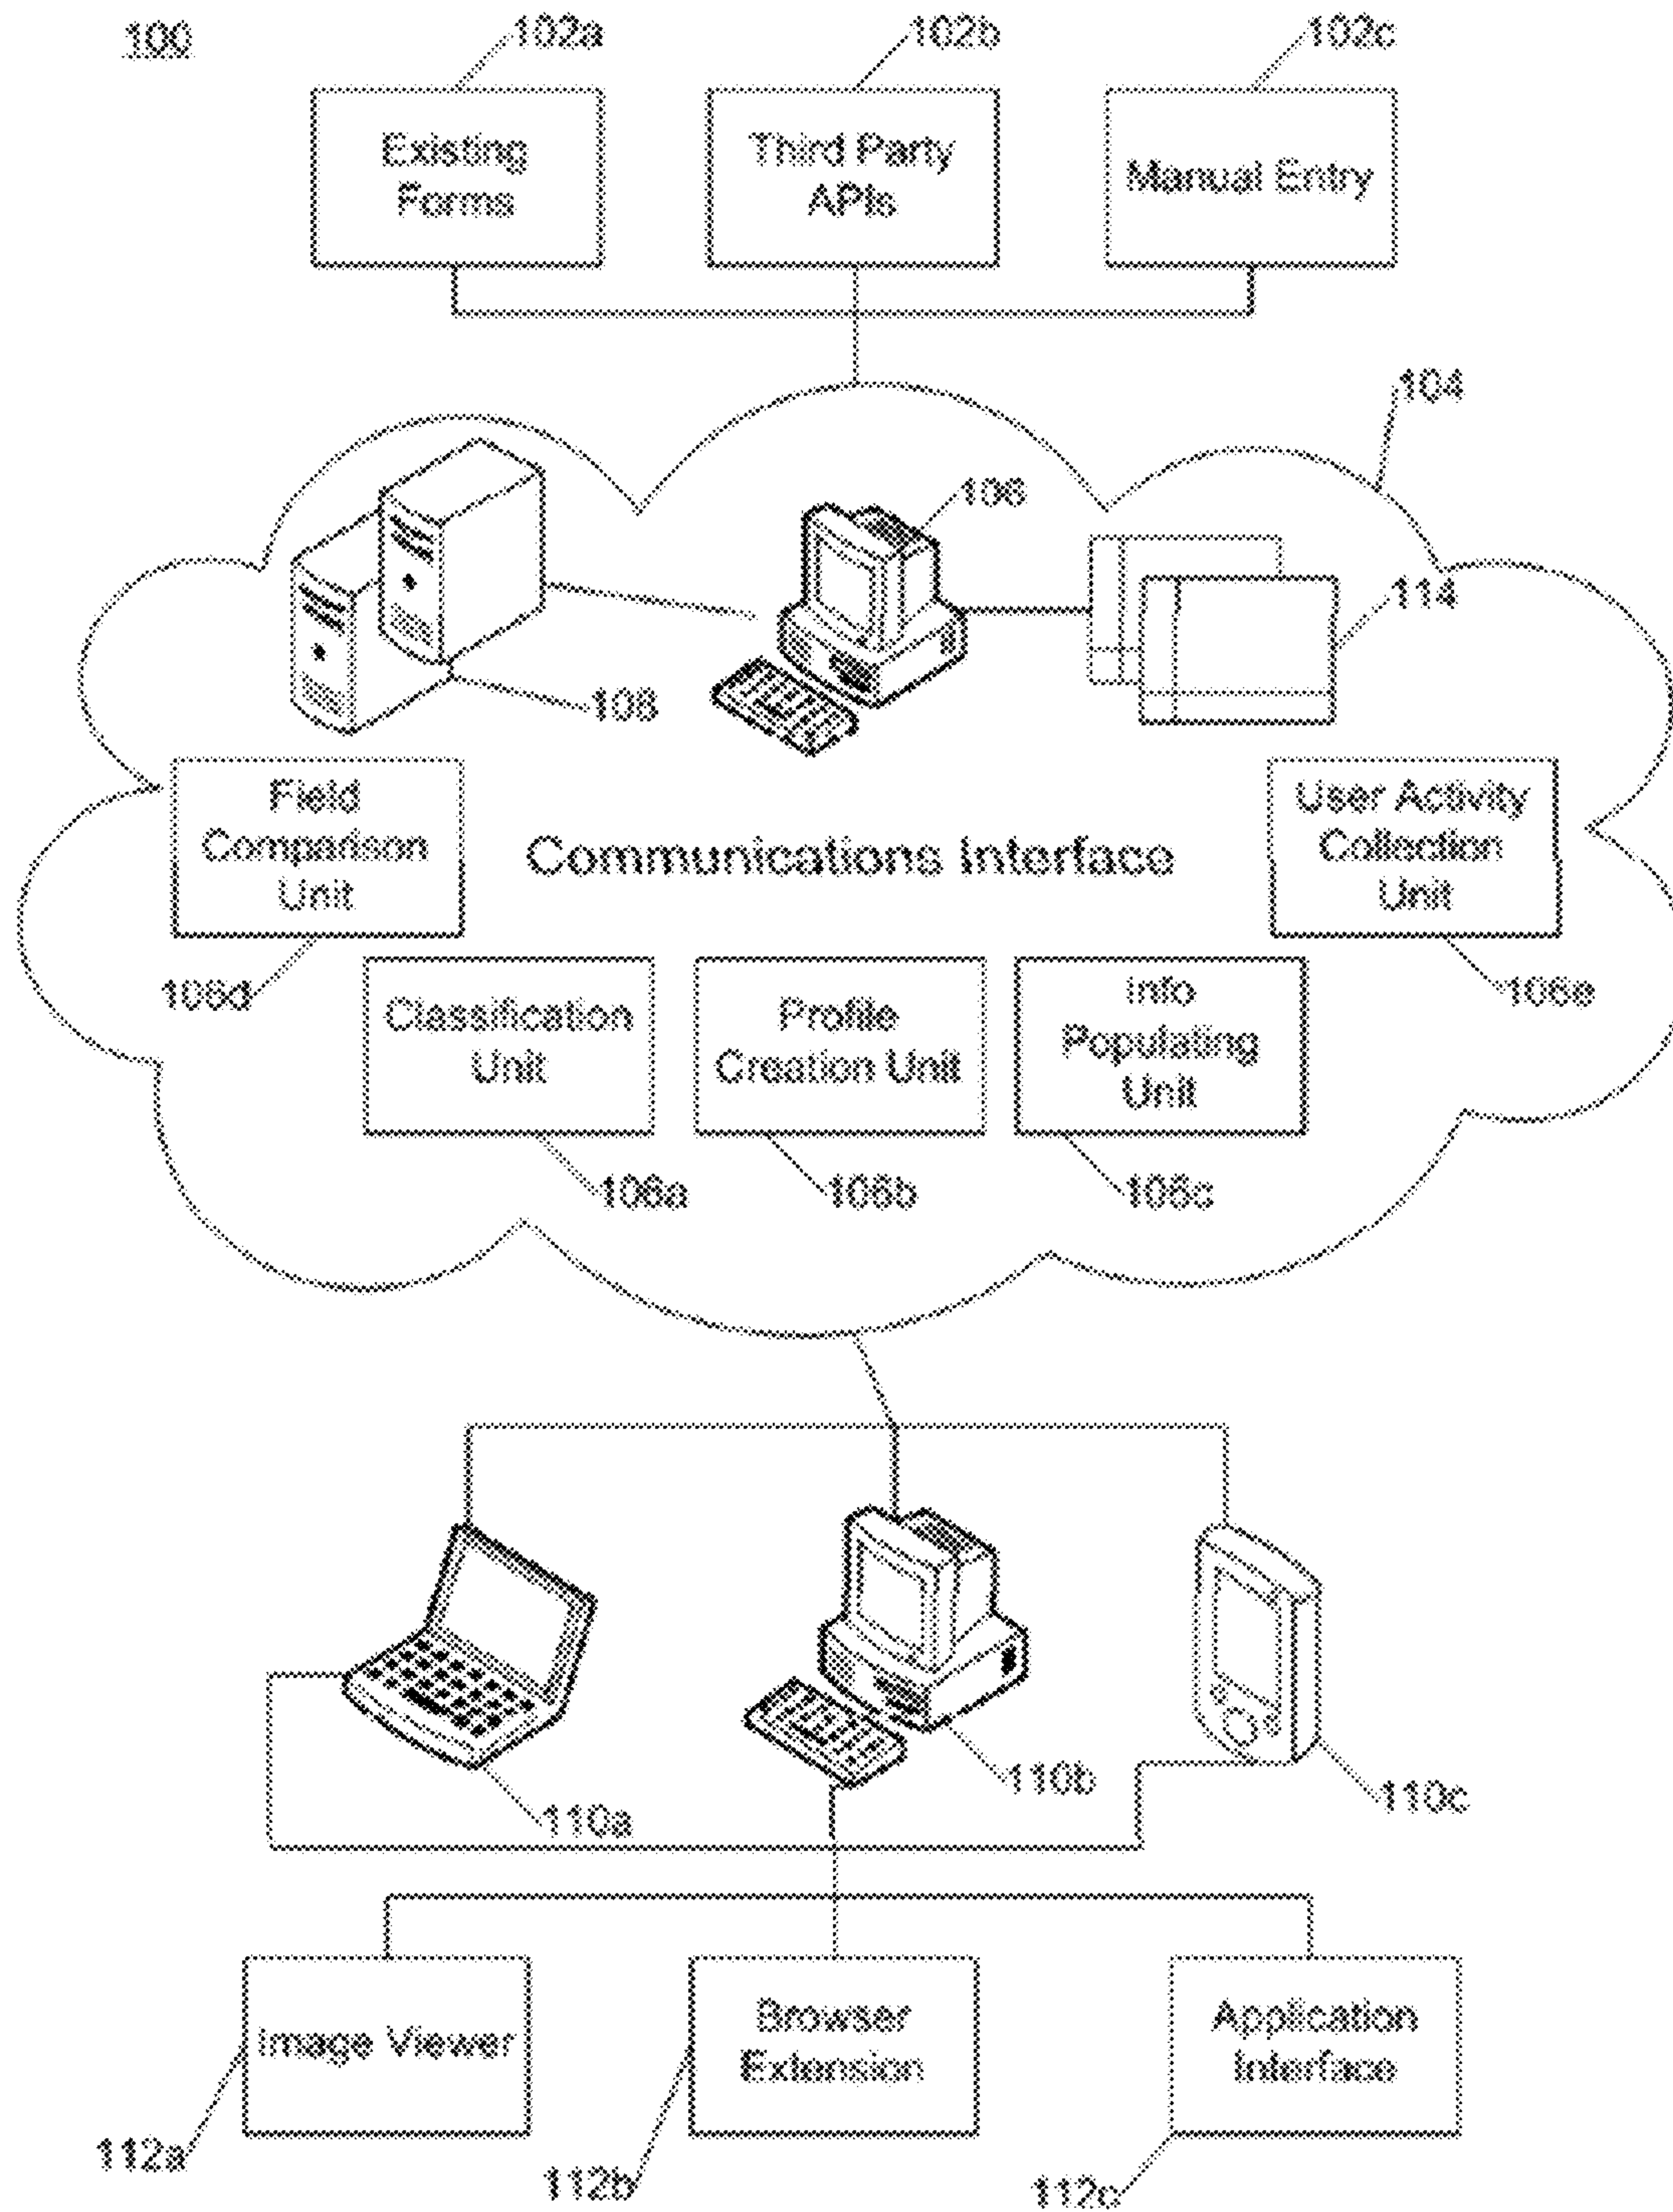 100
102a
102b
102c
Existing
Forms
Third Party
APIs
Manual Entry
104
106
114
108
Field
Comparison
Unit
Communications Interface
User Activity
Collection
Unit
106d
106e
Classification
Unit
Profile
Creation Unit
Info
Populating
Unit
106a
106b
106c
110a
110b
110c
Image Viewer
Browser
Extension
Application
Interface
112a
112b
112c